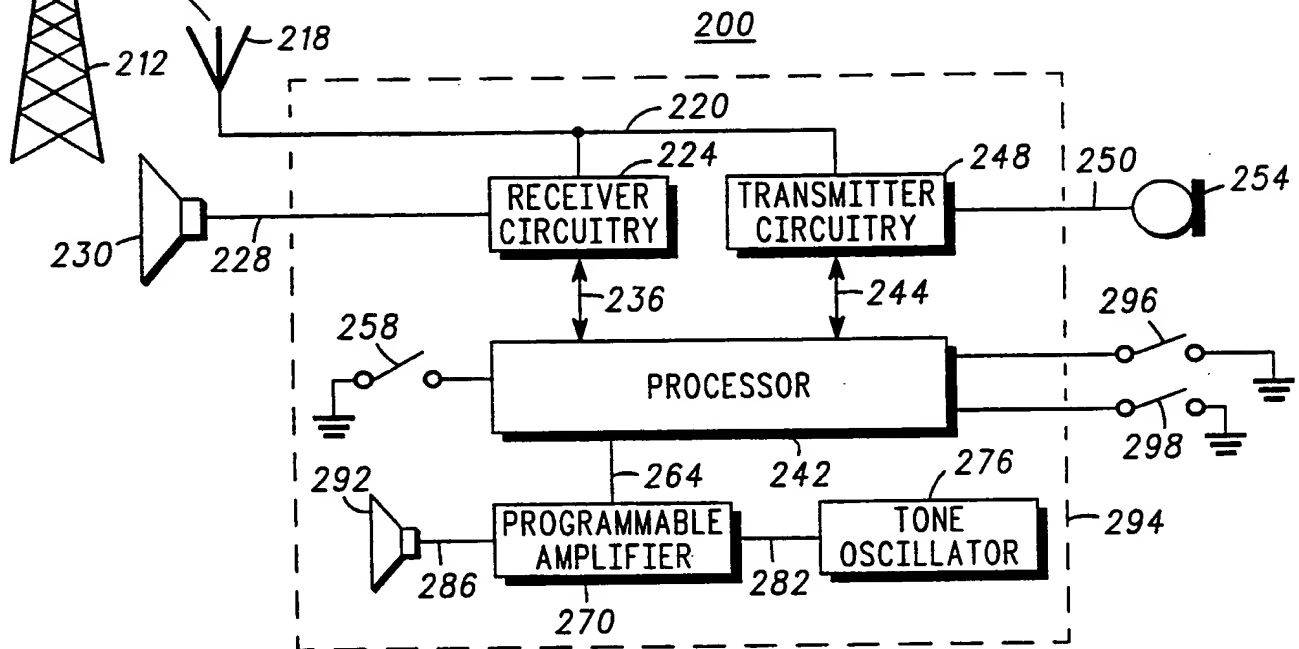 200
218
212
220
224
248
250
254
RECEIVER
CIRCUITRY
TRANSMITTER
CIRCUITRY
230
228
236
244
296
258
PROCESSOR
298
264
242
276
292
PROGRAMMABLE
AMPLIFIER
TONE
OSCILLATOR
294
286
282
270